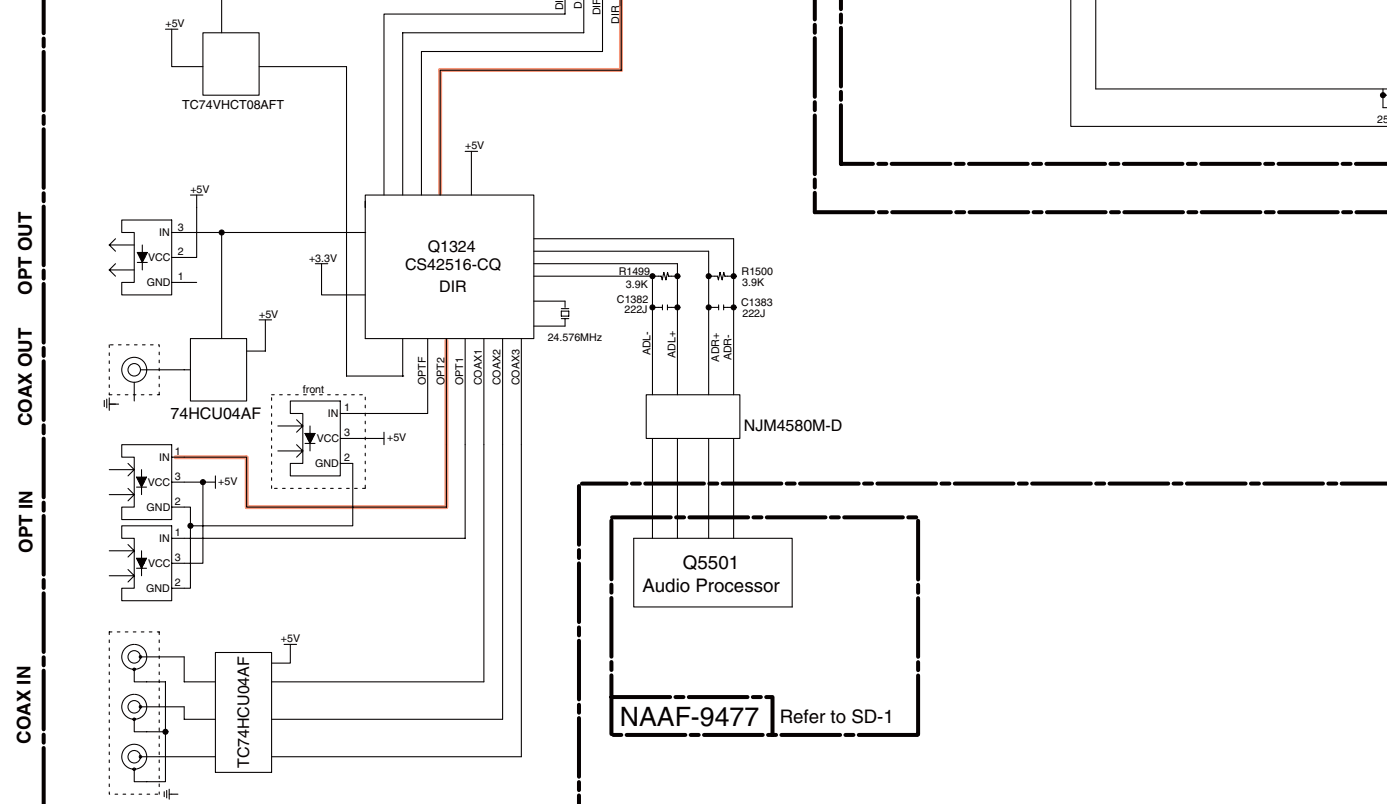 DIR
+5V
TC74VHCT08AFT
25
+5V
+5V
OPT OUT
IN 3
VCC 2
GND 1
Q1324
CS42516-CQ
DIR
+3.3V
R1499
3.9K
R1500
3.9K
C1382
222J
C1383
222J
24.576MHz
+5V
COAX OUT
74HCU04AF
OPTF
OPT2
OPT1
COAX1
COAX2
COAX3
ADL-
ADL+
ADR+
ADR-
front
IN 1
VCC 3
+5V
GND 2
NJM4580M-D
OPT IN
IN 1
VCC 3
+5V
GND 2
IN 1
VCC 3
GND 2
Q5501
Audio Processor
COAX IN
+5V
TC74HCU04AF
NAAF-9477
Refer to SD-1